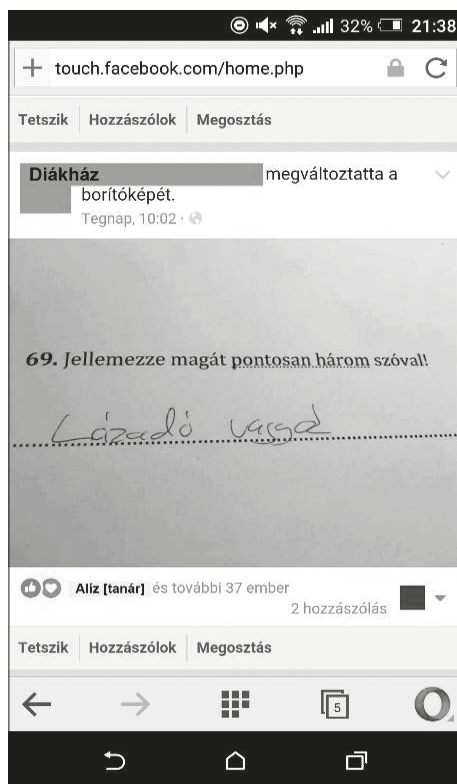 32% 21:38
+ touch.facebook.com/home.php
Tetszik Hozzászólok Megosztás
Diákház megváltoztatta a
borítóképét.
Tegnap, 10:02 ·
69. Jellemezze magát pontosan három szóval!
Lázadó vagyok
Alíz [tanár] és további 37 ember
2 hozzászólás
Tetszik Hozzászólok Megosztás
5